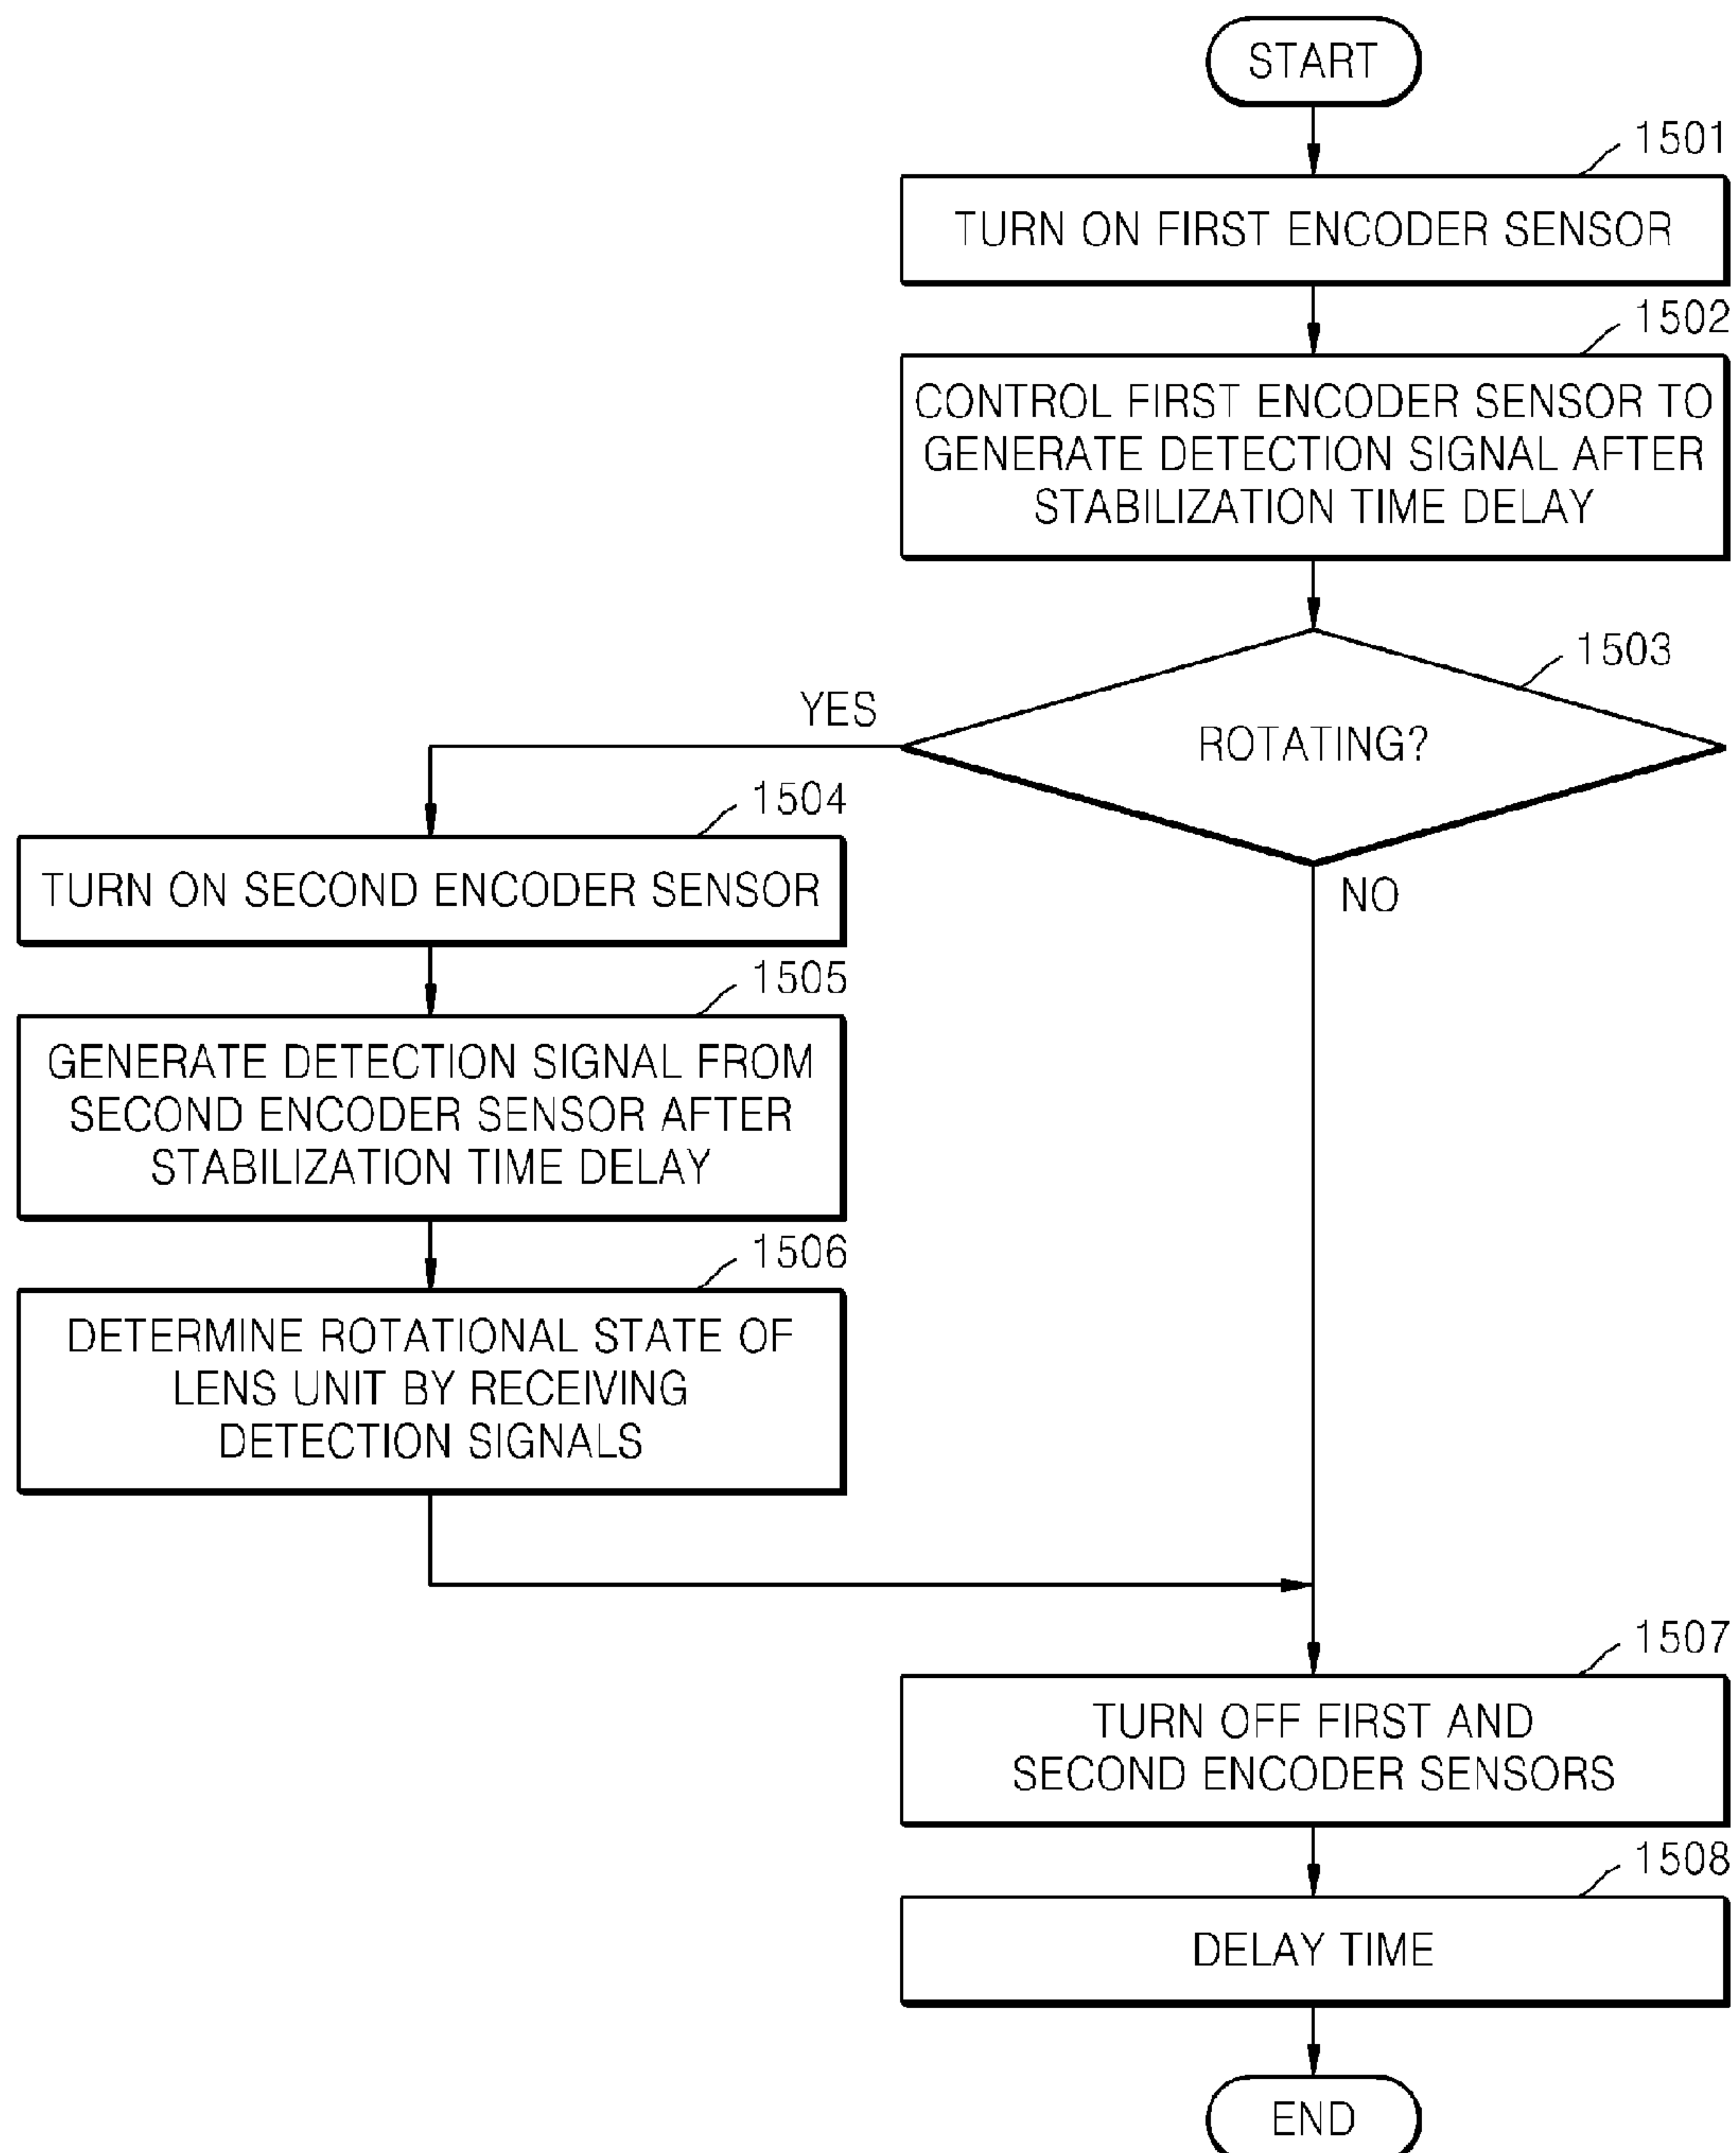 START
1501
TURN ON FIRST ENCODER SENSOR
1502
CONTROL FIRST ENCODER SENSOR TO
GENERATE DETECTION SIGNAL AFTER
STABILIZATION TIME DELAY
1503
ROTATING?
YES
NO
1504
TURN ON SECOND ENCODER SENSOR
1505
GENERATE DETECTION SIGNAL FROM
SECOND ENCODER SENSOR AFTER
STABILIZATION TIME DELAY
1506
DETERMINE ROTATIONAL STATE OF
LENS UNIT BY RECEIVING
DETECTION SIGNALS
1507
TURN OFF FIRST AND
SECOND ENCODER SENSORS
1508
DELAY TIME
END